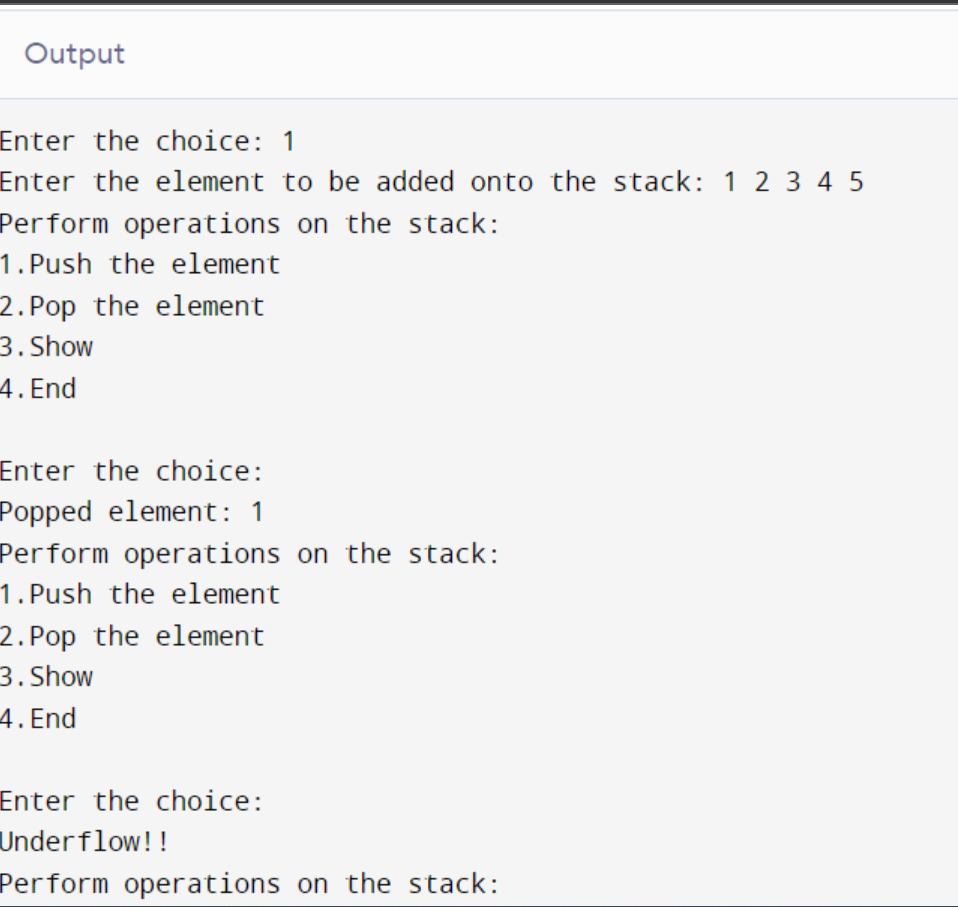 Output
Enter the choice: 1
Enter the element to be added onto the stack: 1 2 3 4 5
Perform operations on the stack:
1.Push the element
2.Pop the element
3.Show
4.End
Enter the choice:
Popped element: 1
Perform operations on the stack:
1.Push the element
2.Pop the element
3.Show
4.End
Enter the choice:
Underflow!!
Perform operations on the stack: